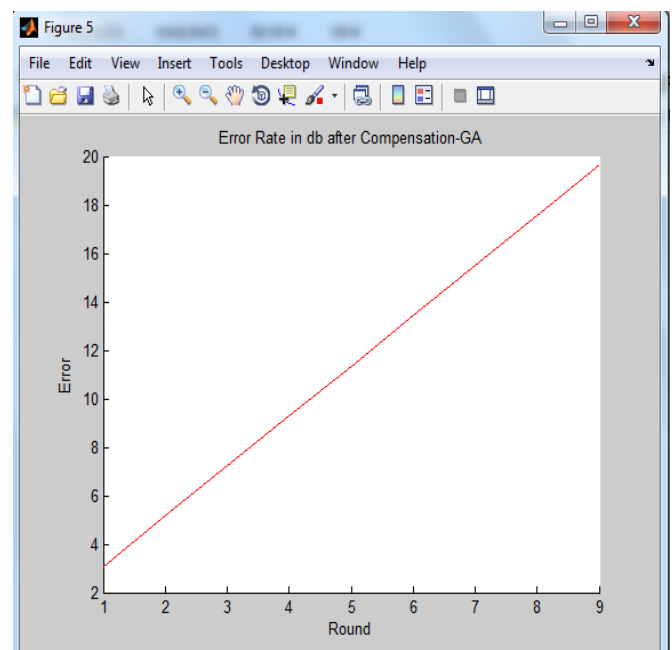 Figure 5
File Edit View Insert Tools Desktop Window Help
Error Rate in db after Compensation-GA
20
18
16
14
12
10
8
6
4
2
Error
1 2 3 4 5 6 7 8 9
Round